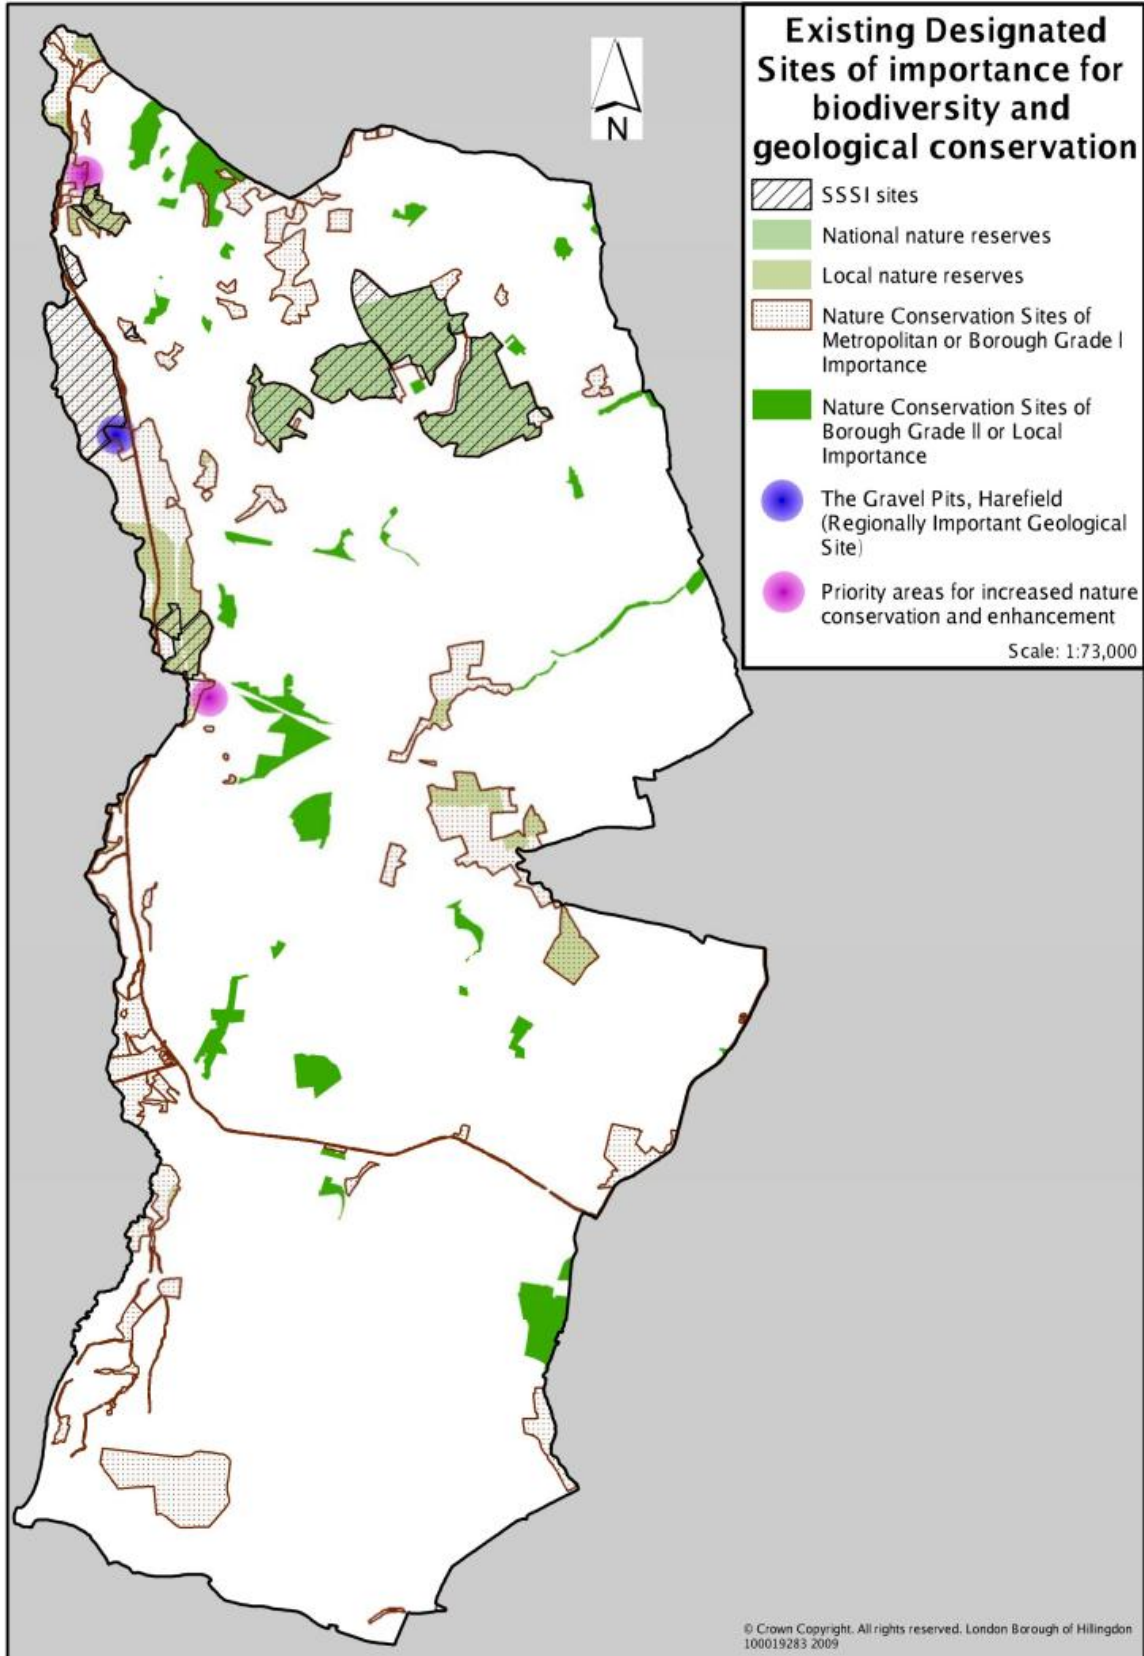 Existing Designated
Sites of importance for
biodiversity and
geological conservation
N
SSSI sites
National nature reserves
Local nature reserves
Nature Conservation Sites of
Metropolitan or Borough Grade I
Importance
Nature Conservation Sites of
Borough Grade II or Local
Importance
The Gravel Pits, Harefield
(Regionally Important Geological
Site)
Priority areas for increased nature
conservation and enhancement
Scale: 1:73,000
© Crown Copyright. All rights reserved. London Borough of Hillingdon
100019283 2009